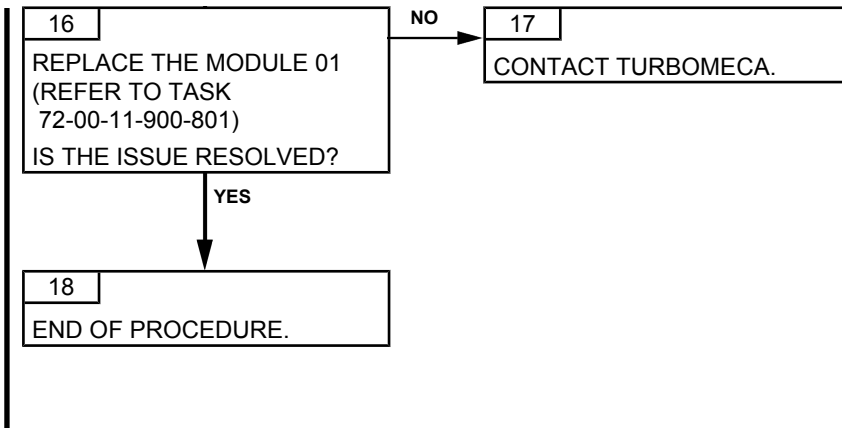 16
REPLACE THE MODULE 01
(REFER TO TASK
72-00-11-900-801)
IS THE ISSUE RESOLVED?
NO
17
CONTACT TURBOMECA.
YES
18
END OF PROCEDURE.